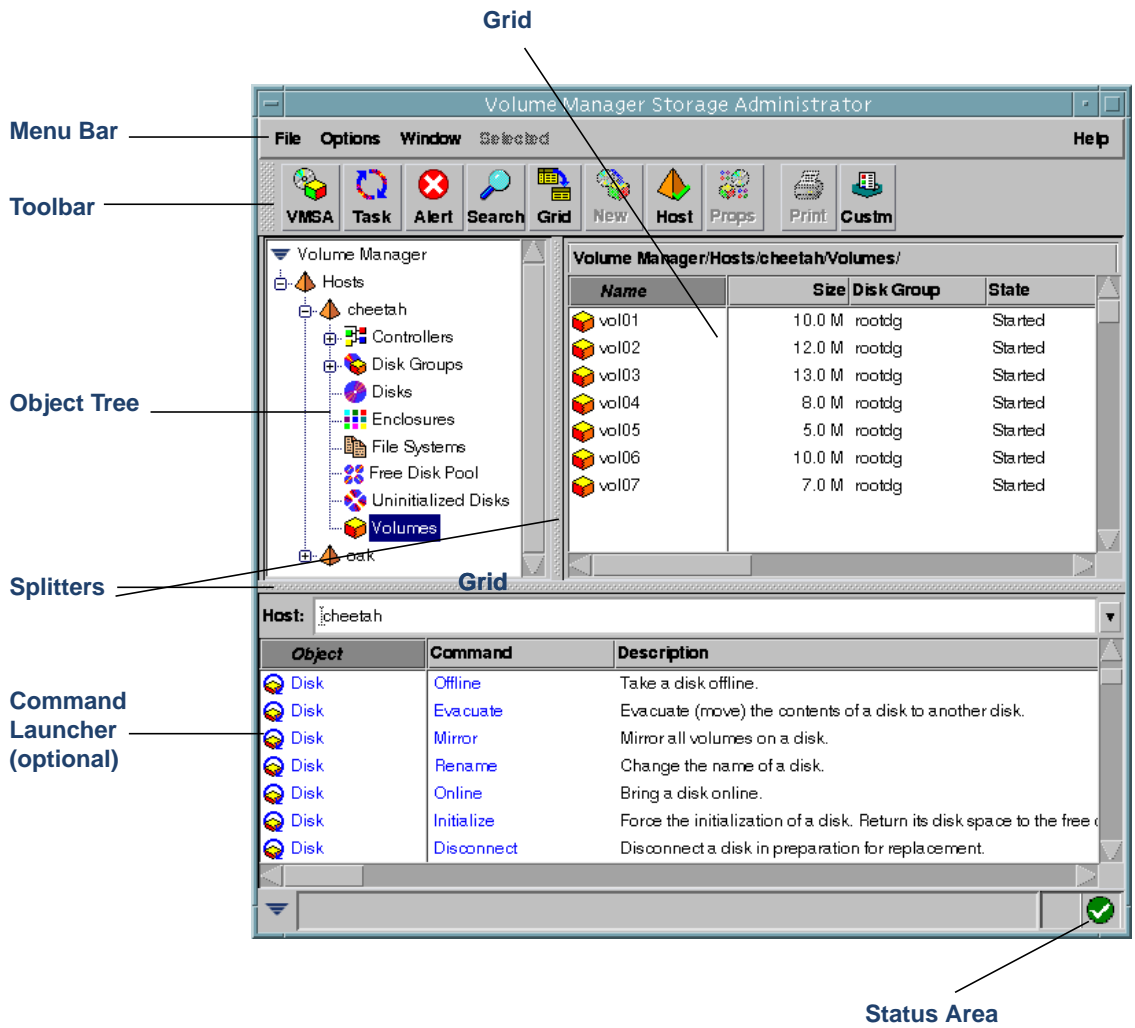 Grid
Volume Manager Storage Administrator
Menu Bar
File Options Window Selected Help
Toolbar
VMSA Task Alert Search Grid New Host Props Print Custm
Volume Manager
Hosts
cheetah
Controllers
Disk Groups
Disks
Enclosures
File Systems
Free Disk Pool
Uninitialized Disks
Volumes
oak
Object Tree
Volume Manager/Hosts/cheetah/Volumes/
Name Size Disk Group State
vol01 10.0 M rootdg Started
vol02 12.0 M rootdg Started
vol03 13.0 M rootdg Started
vol04 8.0 M rootdg Started
vol05 5.0 M rootdg Started
vol06 10.0 M rootdg Started
vol07 7.0 M rootdg Started
Splitters
Grid
Host: cheetah
Object Command Description
Disk Offline Take a disk offline.
Disk Evacuate Evacuate (move) the contents of a disk to another disk.
Disk Mirror Mirror all volumes on a disk.
Disk Rename Change the name of a disk.
Disk Online Bring a disk online.
Disk Initialize Force the initialization of a disk. Return its disk space to the free
Disk Disconnect Disconnect a disk in preparation for replacement.
Command
Launcher
(optional)
Status Area